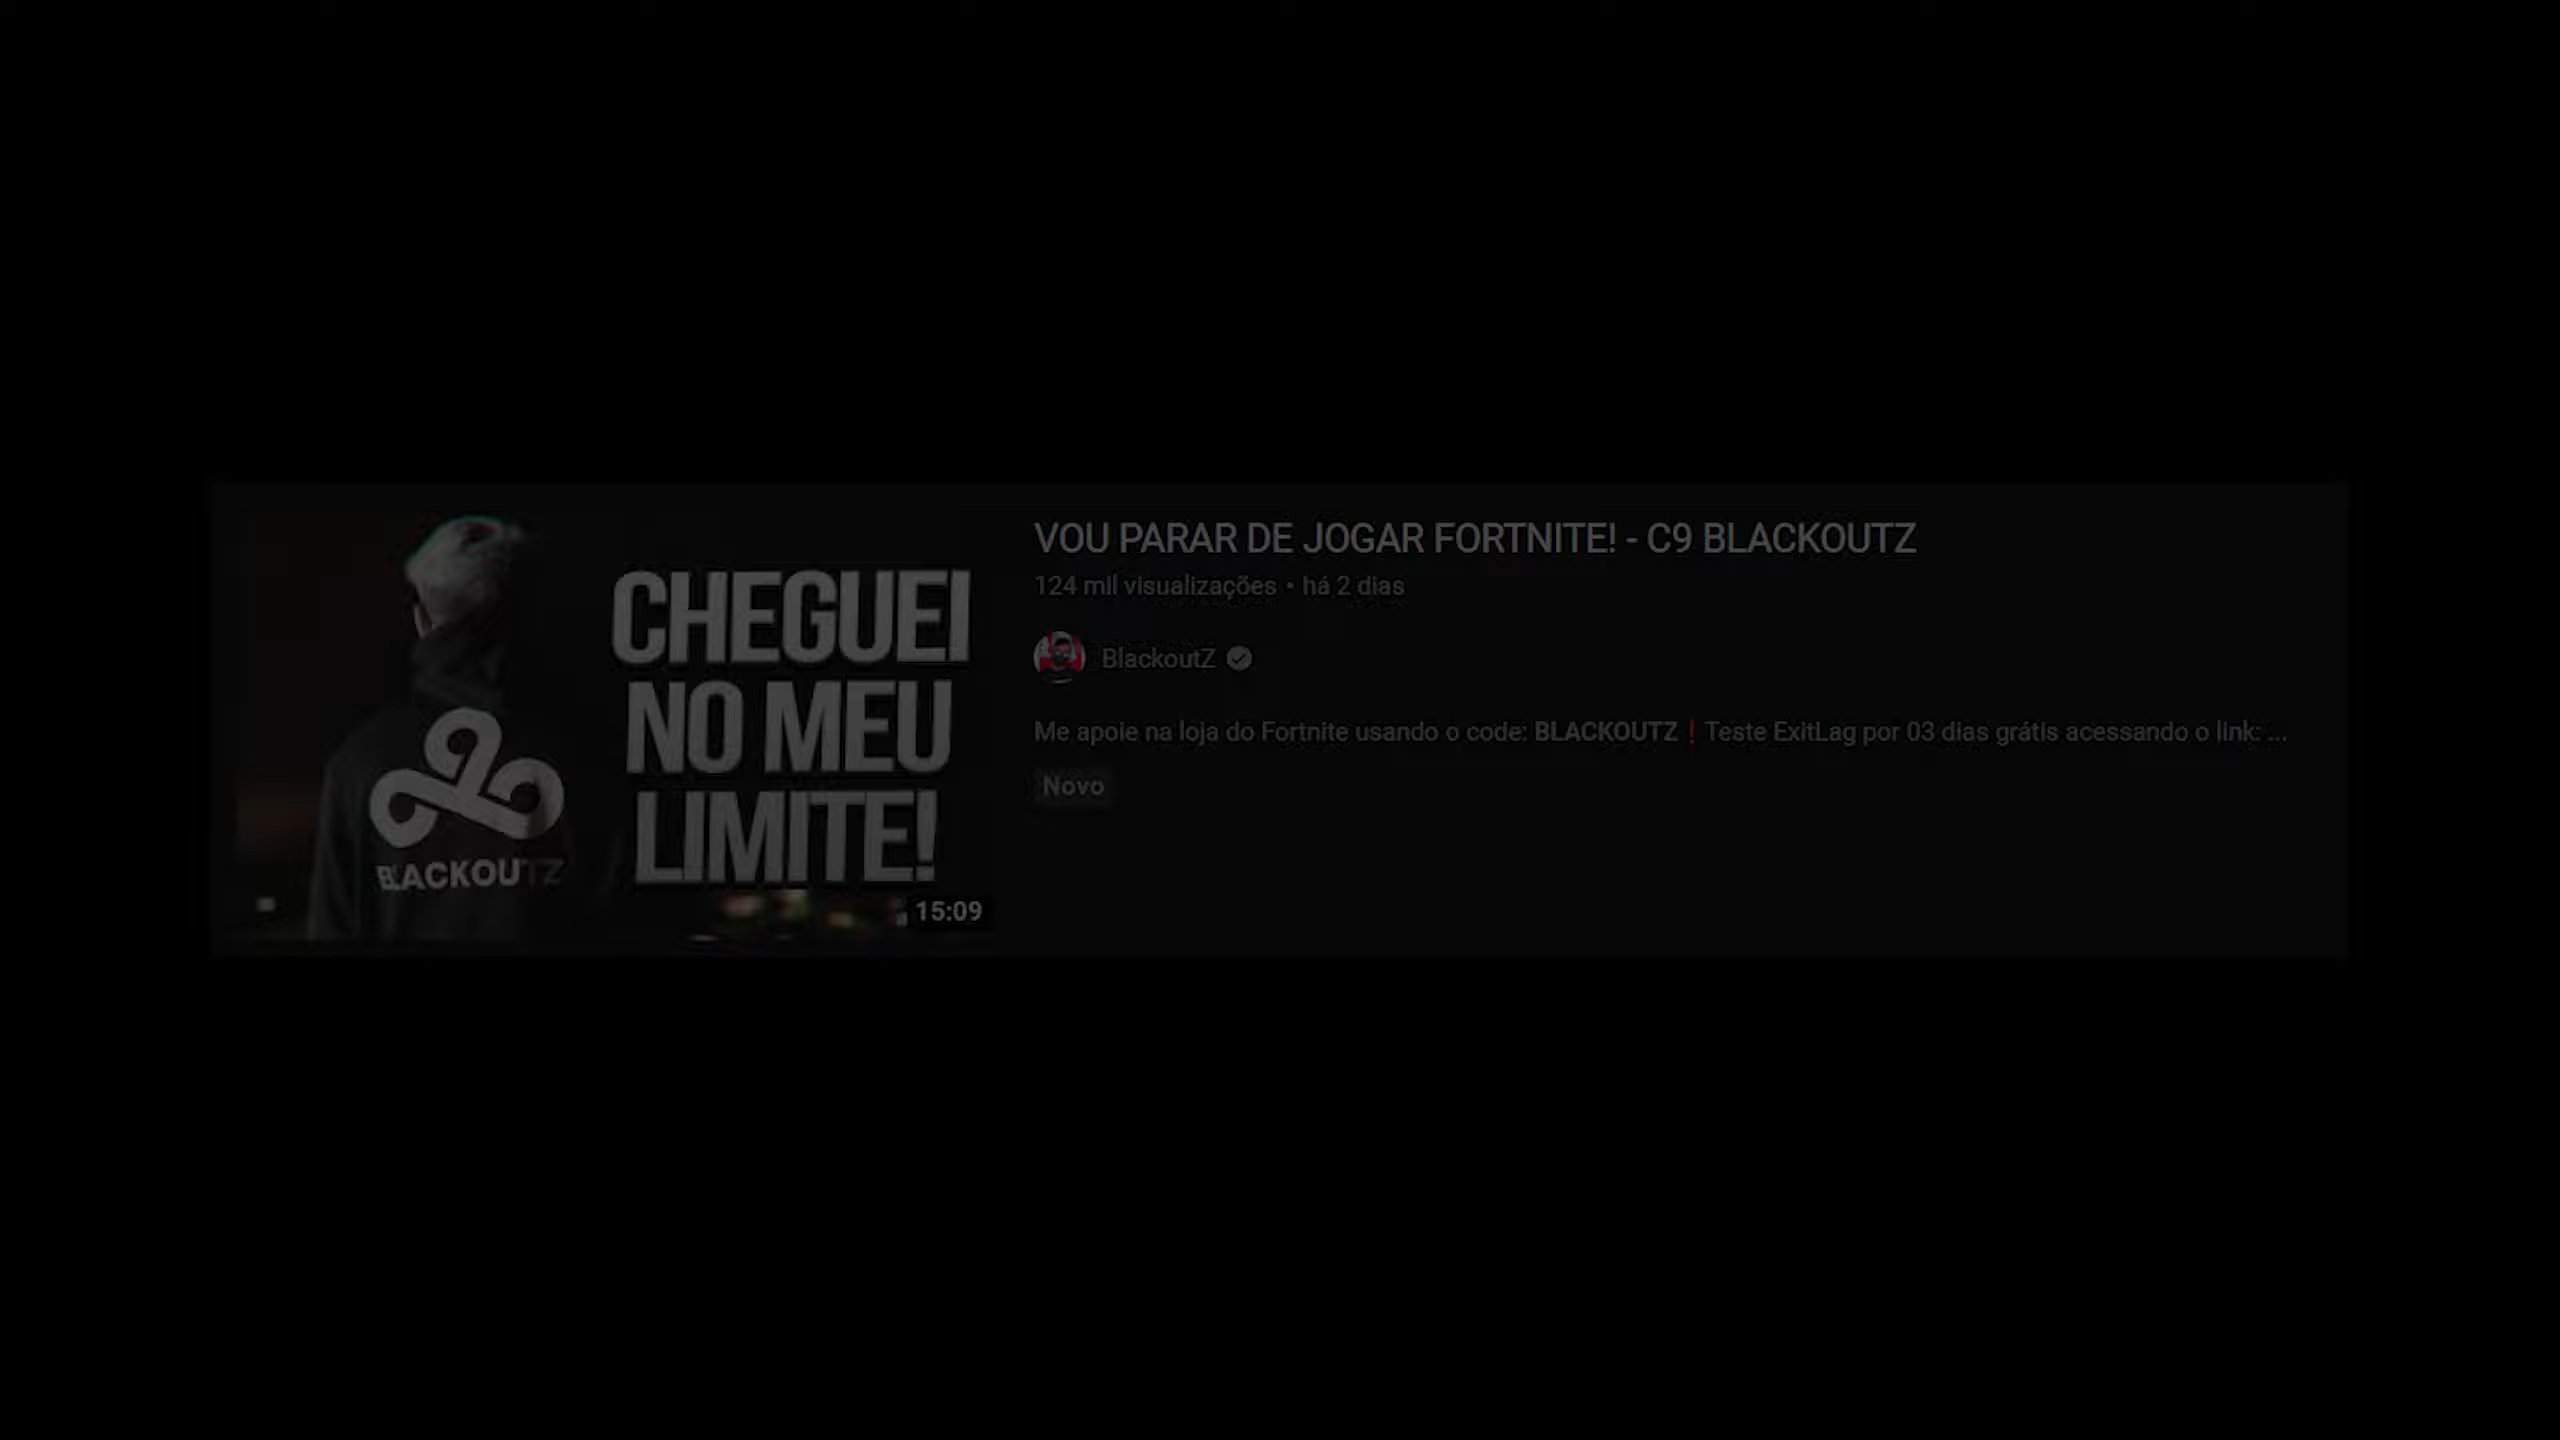 CHEGUEI
NO MEU
LIMITE!
BLACKOUTZ
15:09
VOU PARAR DE JOGAR FORTNITE! - C9 BLACKOUTZ
124 mil visualizações • há 2 dias
BlackoutZ
Me apoie na loja do Fortnite usando o code: BLACKOUTZ❗Teste ExitLag por 03 dias grátis acessando o link: ...
Novo